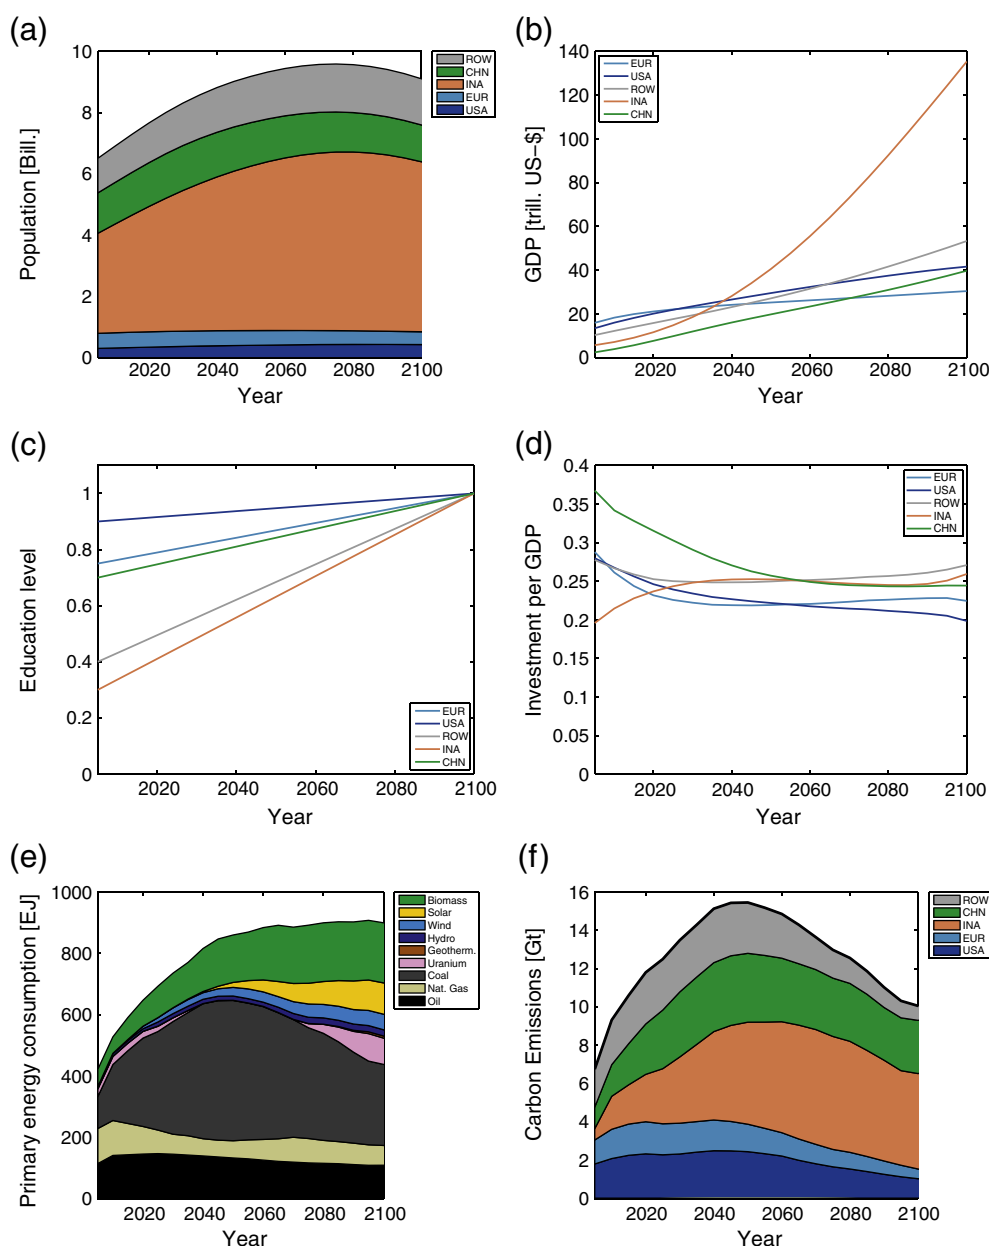 (a)
10
8
6
4
2
0
Population [Bill.]
2020 2040 2060 2080 2100
Year
ROW
CHN
INA
EUR
USA
(b)
140
120
100
80
60
40
20
0
GDP [trill. US-$]
2020 2040 2060 2080 2100
Year
EUR
USA
ROW
INA
CHN
(c)
1
0.8
0.6
0.4
0.2
0
Education level
2020 2040 2060 2080 2100
Year
EUR
USA
ROW
INA
CHN
(d)
0.4
0.35
0.3
0.25
0.2
0.15
0.1
0.05
0
Investment per GDP
2020 2040 2060 2080 2100
Year
EUR
USA
ROW
INA
CHN
(e)
1000
800
600
400
200
0
Primary energy consumption [EJ]
2020 2040 2060 2080 2100
Year
Biomass
Solar
Wind
Hydro
Geotherm.
Uranium
Coal
Nat. Gas
Oil
(f)
16
14
12
10
8
6
4
2
0
Carbon Emissions [Gt]
2020 2040 2060 2080 2100
Year
ROW
CHN
INA
EUR
USA